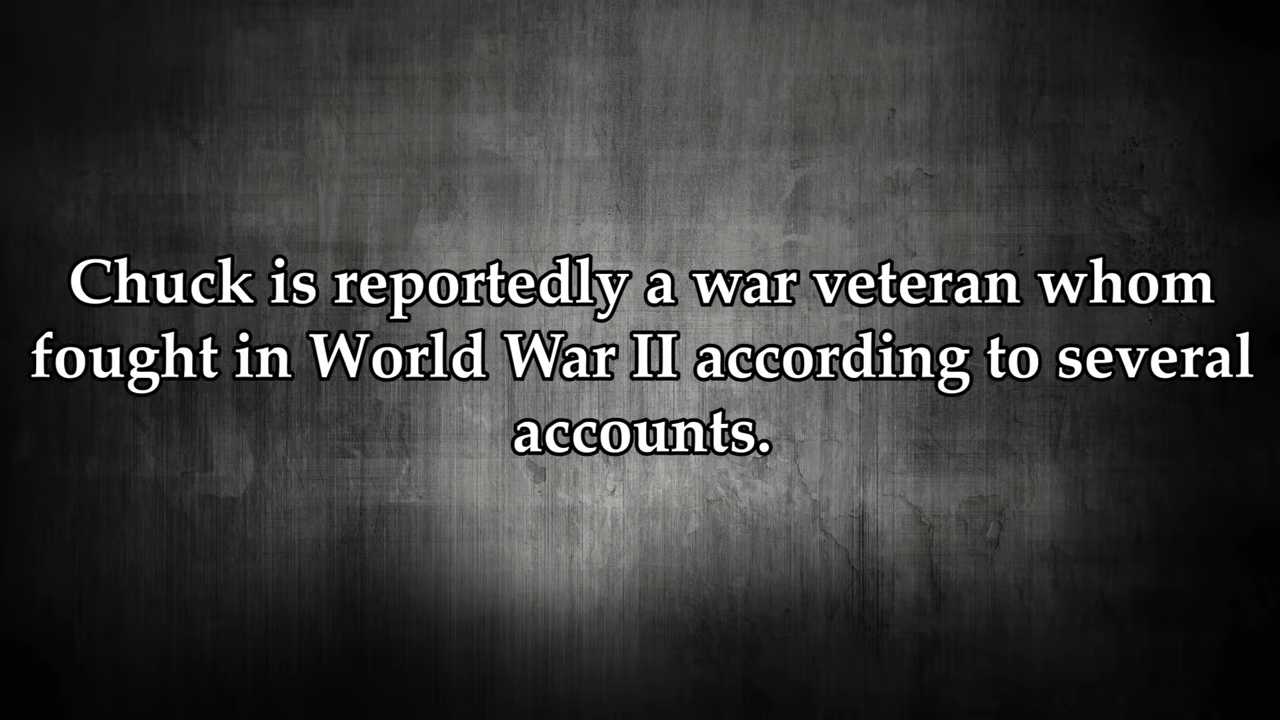 Chuck is reportedly a war veteran whom
fought in World War II according to several
accounts.